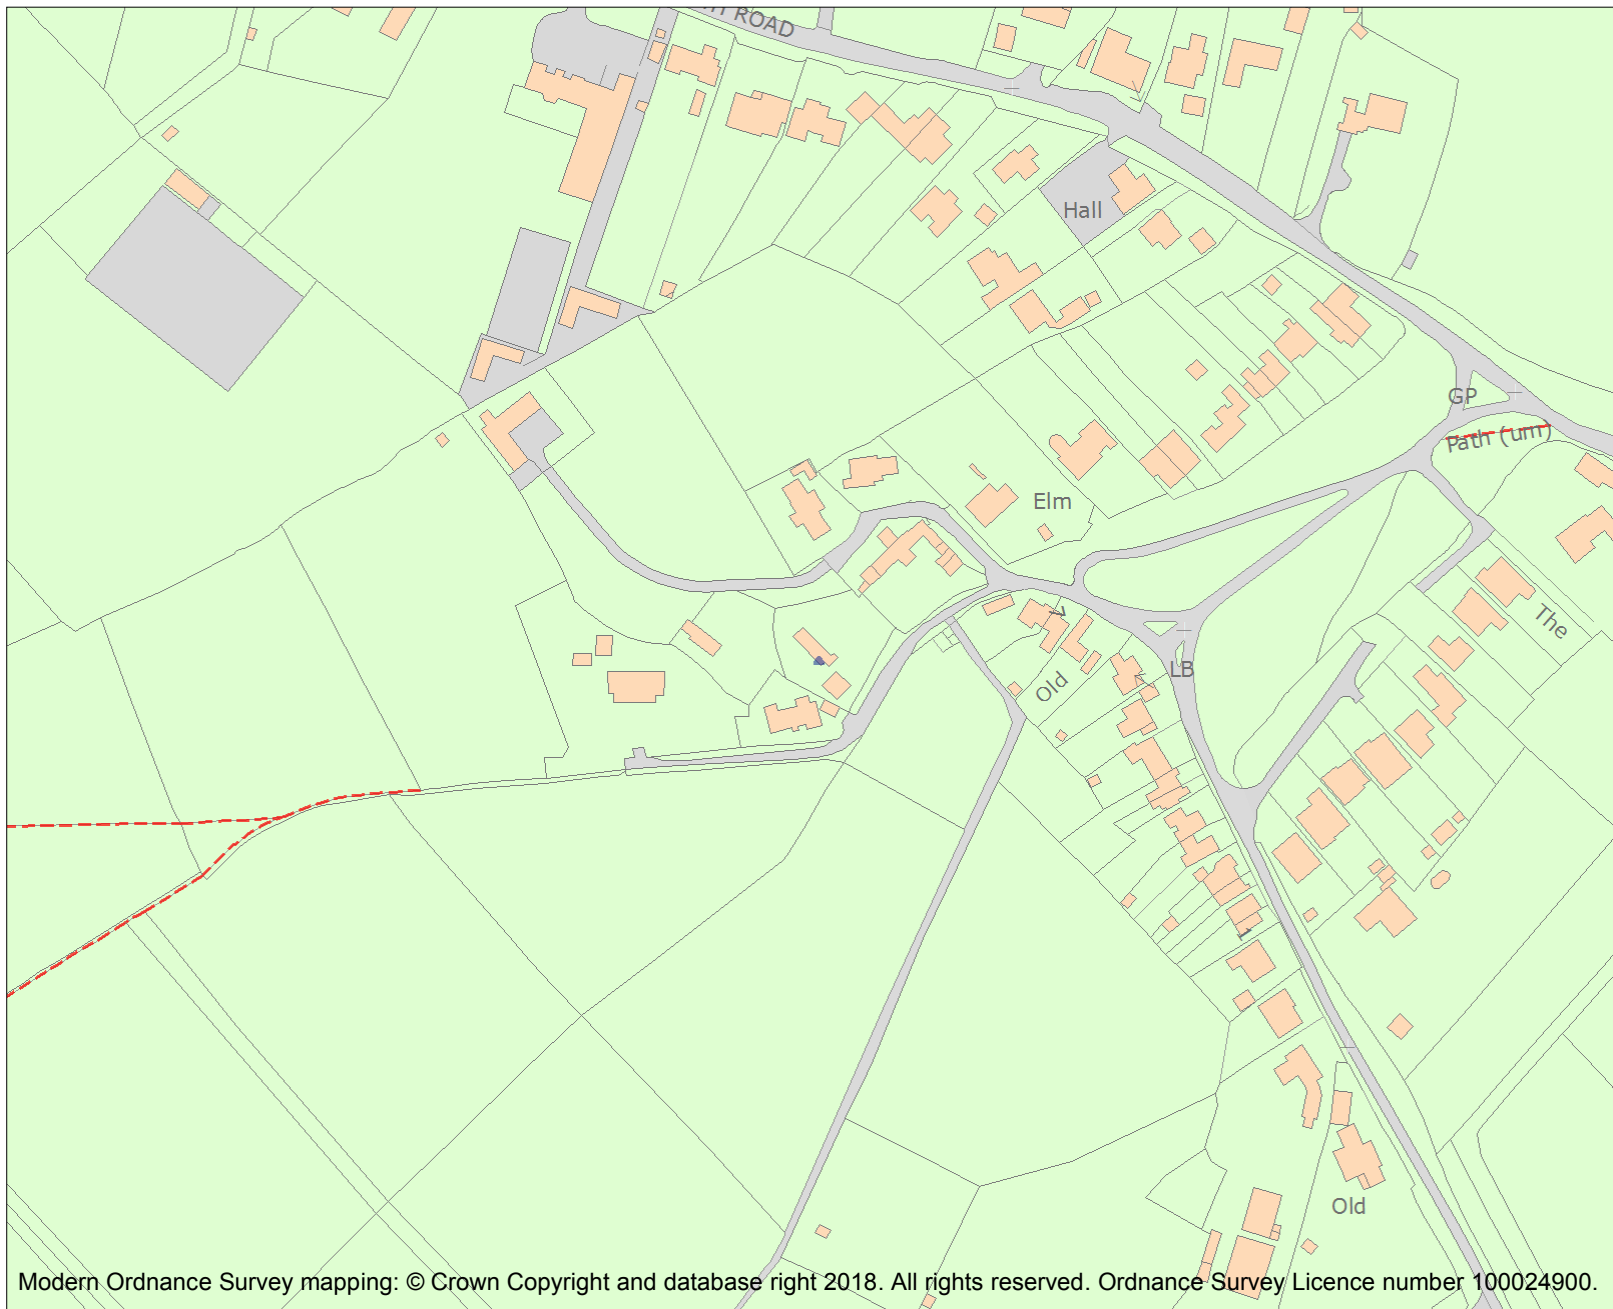 ROAD
Hall
GP
Path (um)
Elm
The
Old
LB
1
Old
Modern Ordnance Survey mapping: © Crown Copyright and database right 2018. All rights reserved. Ordnance Survey Licence number 100024900.